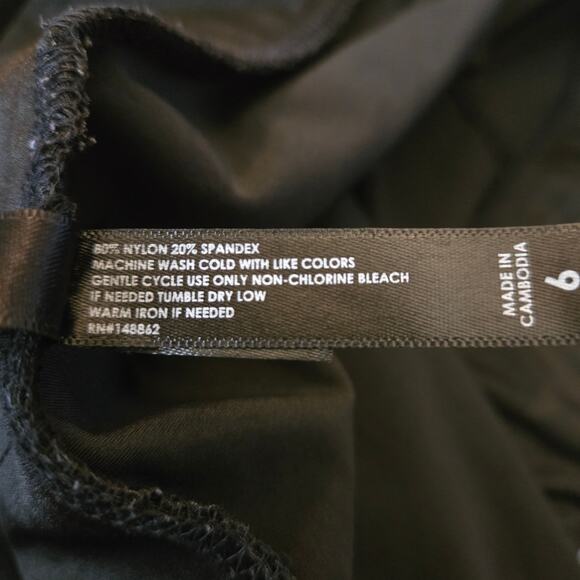 80% NYLON 20% SPANDEX
MACHINE WASH COLD WITH LIKE COLORS
GENTLE CYCLE USE ONLY NON-CHLORINE BLEACH
IF NEEDED TUMBLE DRY LOW
WARM IRON IF NEEDED
RN#148862
MADE IN
CAMBODIA
6